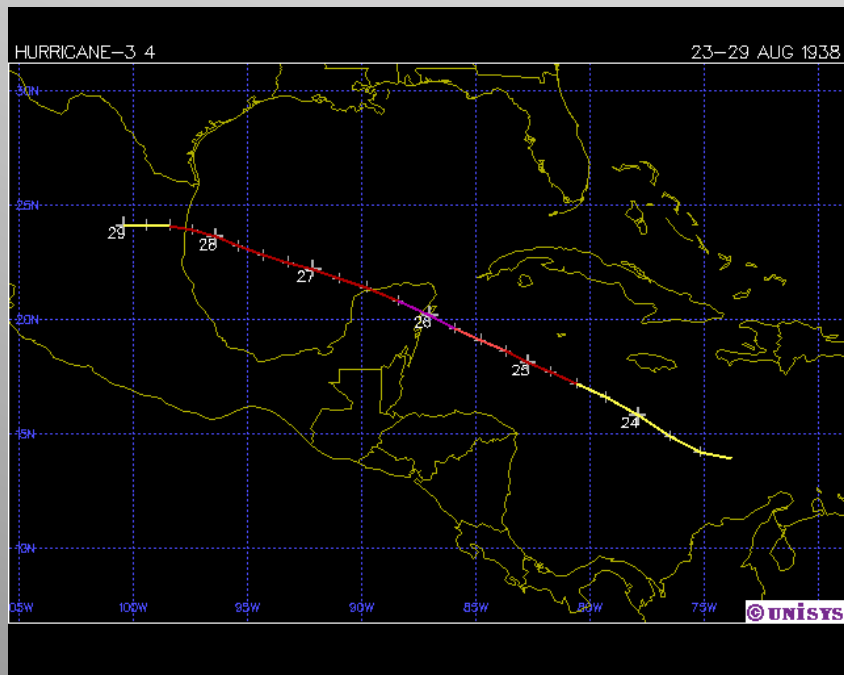 HURRICANE-3 4
23-29 AUG 1938
30N
25N
29
28
27
20N
26
25
24
15N
10N
05W
100W
95W
90W
85W
80W
75W
© UNISYS